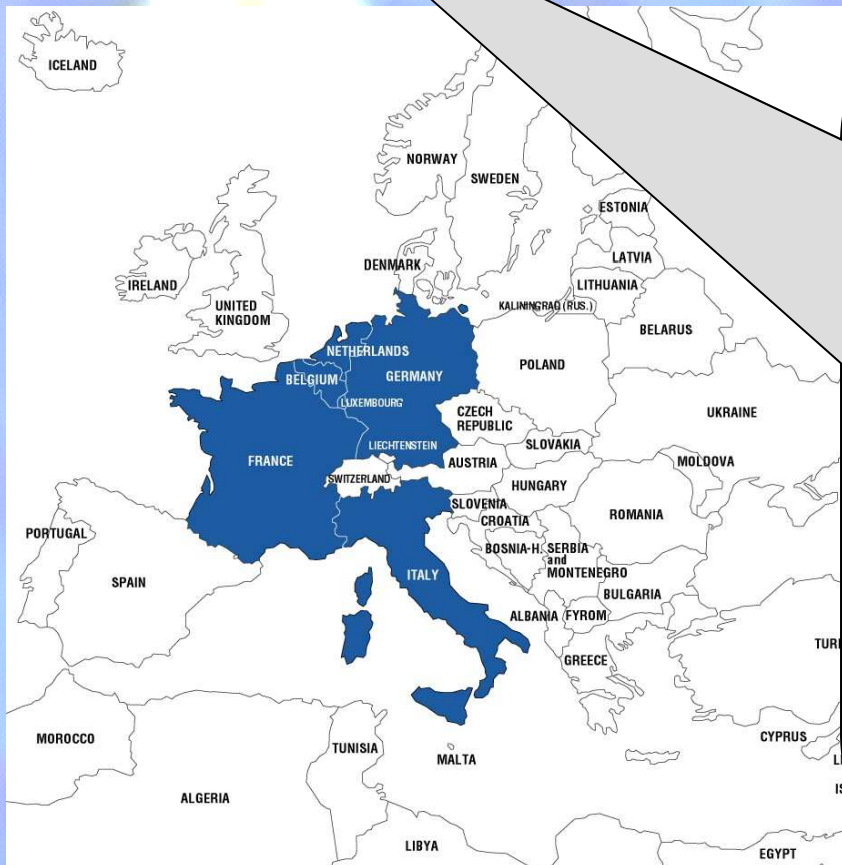 ICELAND
NORWAY
SWEDEN
ESTONIA
LATVIA
DENMARK
LITHUANIA
IRELAND
UNITED
KINGDOM
KALININGRAD (RUS.)
BELARUS
NETHERLANDS
POLAND
BELGIUM
GERMANY
LUXEMBOURG
CZECH
REPUBLIC
UKRAINE
LIECHTENSTEIN
SLOVAKIA
FRANCE
AUSTRIA
MOLDOVA
SWITZERLAND
HUNGARY
SLOVENIA
ROMANIA
CROATIA
PORTUGAL
BOSNIA-H.
SERBIA
and
MONTENEGRO
SPAIN
ITALY
BULGARIA
ALBANIA
FYROM
TUR
GREECE
MOROCCO
TUNISIA
MALTA
CYPRUS
ALGERIA
LIBYA
EGYPT